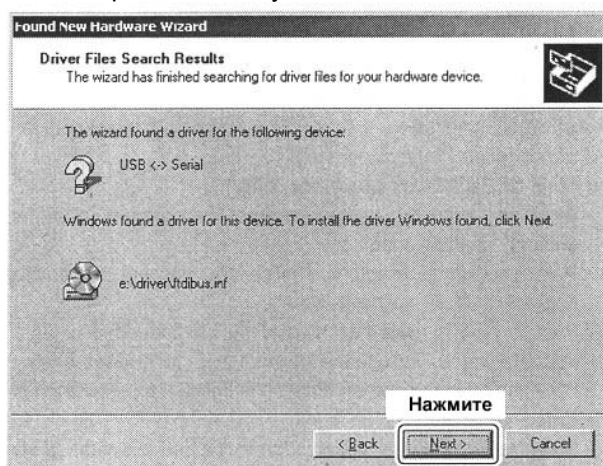 Found New Hardware Wizard
Driver Files Search Results
The wizard has finished searching for driver files for your hardware device.
The wizard found a driver for the following device:
USB <-> Serial
Windows found a driver for this device. To install the driver Windows found, click Next.
e:\driver\ftdibus.inf
Нажмите
< Back
Next >
Cancel